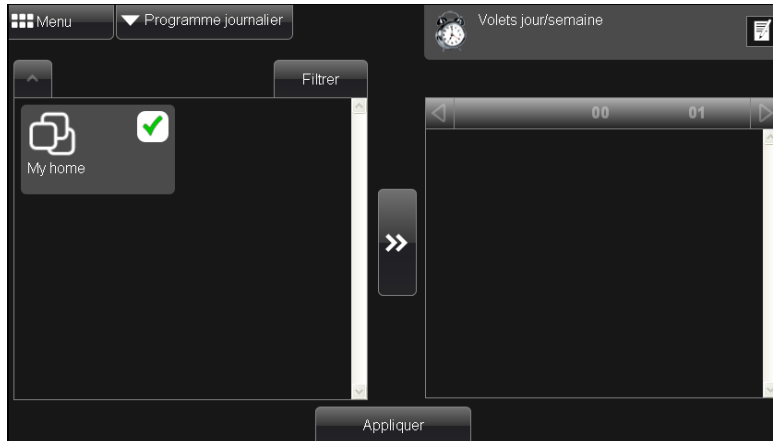 Menu
Programme journalier
Volets jour/semaine
Filtrer
00 01
My home
Appliquer